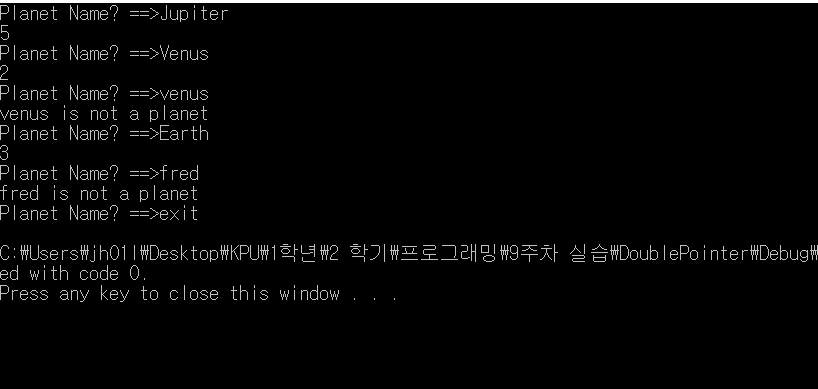 Planet Name? ==>Jupiter
5
Planet Name? ==>Venus
2
Planet Name? ==>venus
venus is not a planet
Planet Name? ==>Earth
3
Planet Name? ==>fred
fred is not a planet
Planet Name? ==>exit
C:₩Users₩jh01l₩Desktop₩KPU₩1학년₩2 학기₩프로그래밍₩9주차 실습₩DoublePointer₩Debug₩
ed with code 0.
Press any key to close this window . . .